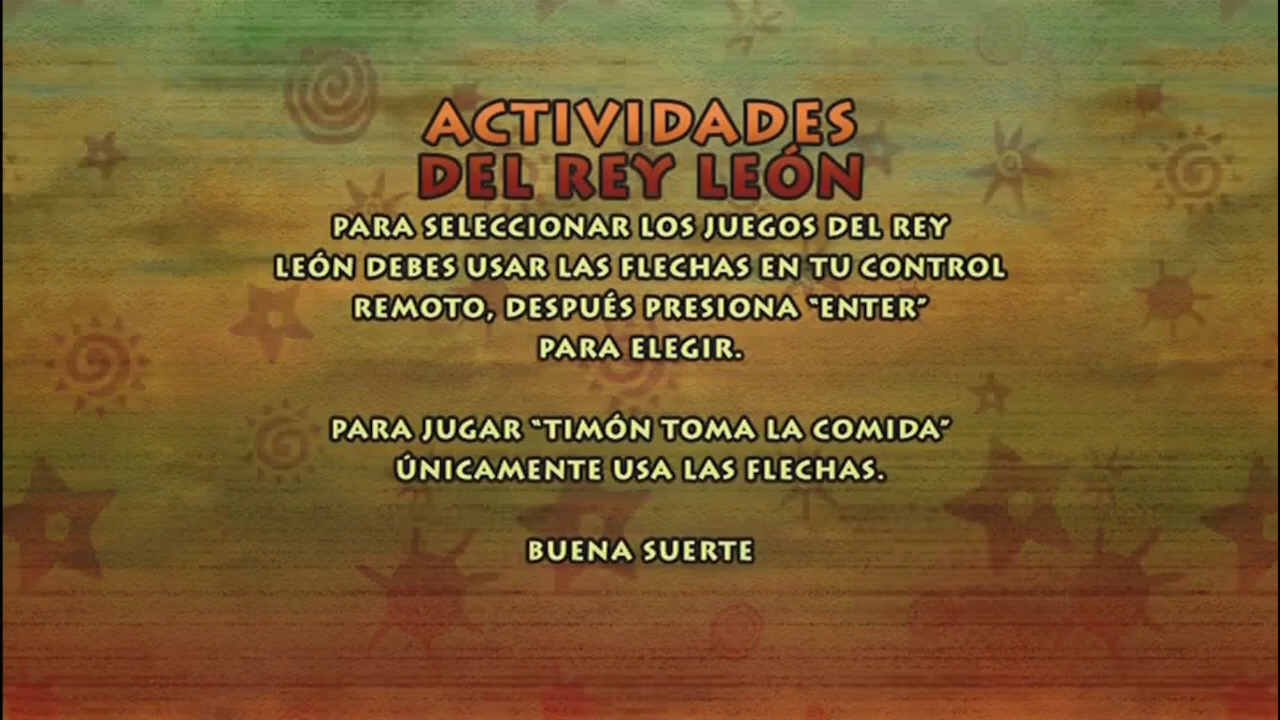 ACTIVIDADES
DEL REY LEÓN
PARA SELECCIONAR LOS JUEGOS DEL REY
LEÓN DEBES USAR LAS FLECHAS EN TU CONTROL
REMOTO, DESPUÉS PRESIONA "ENTER"
PARA ELEGIR.
PARA JUGAR "TIMÓN TOMA LA COMIDA"
ÚNICAMENTE USA LAS FLECHAS.
BUENA SUERTE